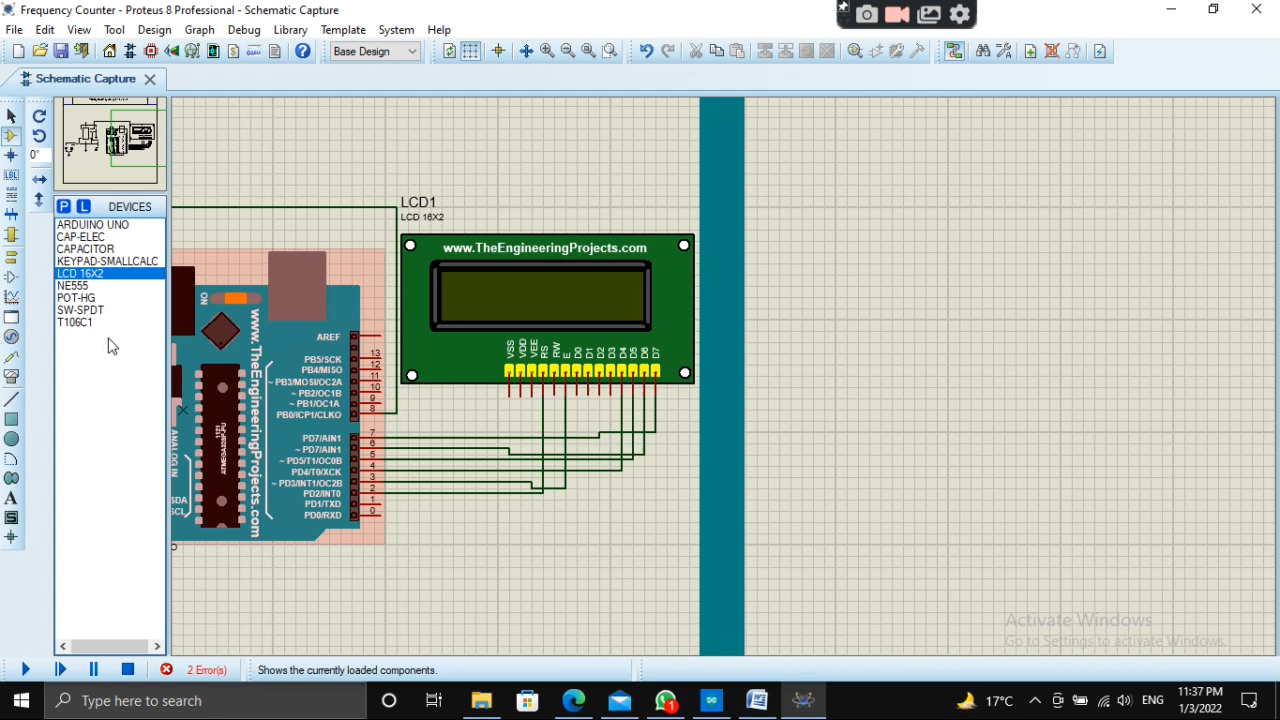 Frequency Counter - Proteus 8 Professional - Schematic Capture
File Edit View Tool Design Graph Debug Library Template System Help
Base Design
Schematic Capture
0°
P L DEVICES
ARDUINO UNO
CAP-ELEC
CAPACITOR
KEYPAD-SMALLCALC
LCD 16X2
NE555
POT-HG
SW-SPDT
T106C1
LBL
LCD1
LCD 16X2
www.TheEngineeringProjects.com
VSS VDD VEE RS RW E D0 D1 D2 D3 D4 D5 D6 D7
ON
www.TheEngineeringProjects.com
AREF
PB5/SCK 13
PB4/MISO 12
~ PB3/MOSI/OC2A 11
~ PB2/OC1B 10
~ PB1/OC1A 9
PB0/ICP1/CLKO 8
PD7/AIN1 7
~ PD7/AIN1 6
~ PD5/T1/OC0B 5
PD4/T0/XCK 4
~ PD3/INT1/OC2B 3
PD2/INT0 2
PD1/TXD 1
PD0/RXD 0
1121
ATMEGA328P-PU
ANALOG IN
SDA
SCL
Activate Windows
Go to Settings to activate Windows.
2 Error(s)
Shows the currently loaded components.
Type here to search
1
17°C
ENG
11:37 PM
1/3/2022